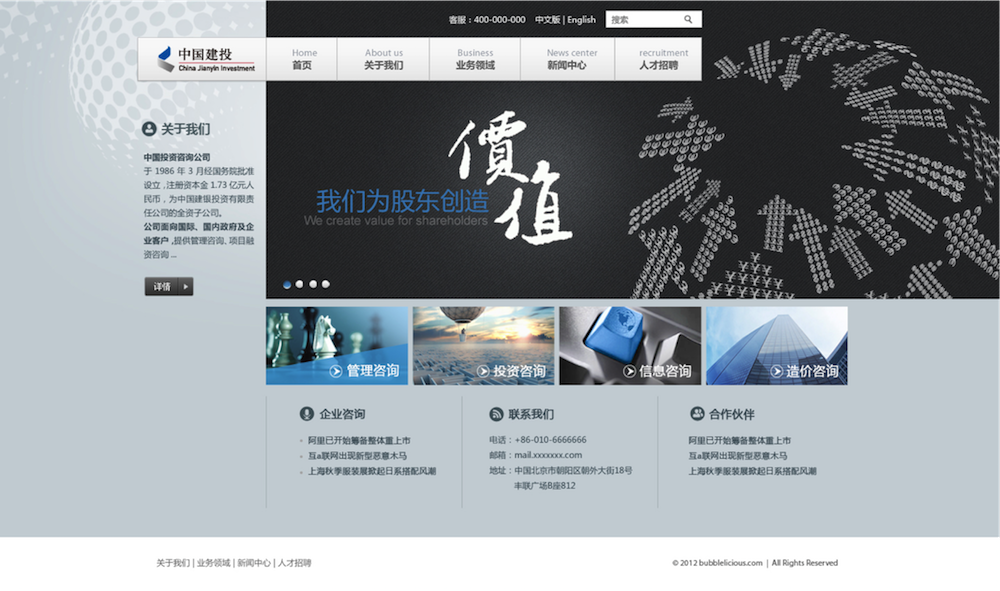 客服：400-000-0000 中文版 | English 搜索
中国建投
China Jianyin Investment
Home
首页
About us
关于我们
Business
业务领域
News center
新闻中心
recruitment
人才招聘
关于我们
中国投资咨询公司
于 1986 年 3 月经国务院批准
设立 , 注册资本金 1.73 亿元人
民币，为中国建银投资有限责
任公司的全资子公司。
公司面向国际、国内政府及企
业客户 ,提供管理咨询、项目融
资咨询 ...
详情
價值
我们为股东创造
We create value for shareholders
管理咨询
投资咨询
信息咨询
造价咨询
企业咨询
阿里已开始筹备整体重上市
互a联网出现新型恶意木马
上海秋季服装展掀起日系搭配风潮
联系我们
电话：+86-010-6666666
邮箱：mail.xxxxxxx.com
地址：中国北京市朝阳区朝外大街18号
丰联广场B座812
合作伙伴
阿里已开始筹备整体重上市
互a联网出现新型恶意木马
上海秋季服装展掀起日系搭配风潮
关于我们 | 业务领域 | 新闻中心 | 人才招聘
© 2012 bubblelicious.com | All Rights Reserved